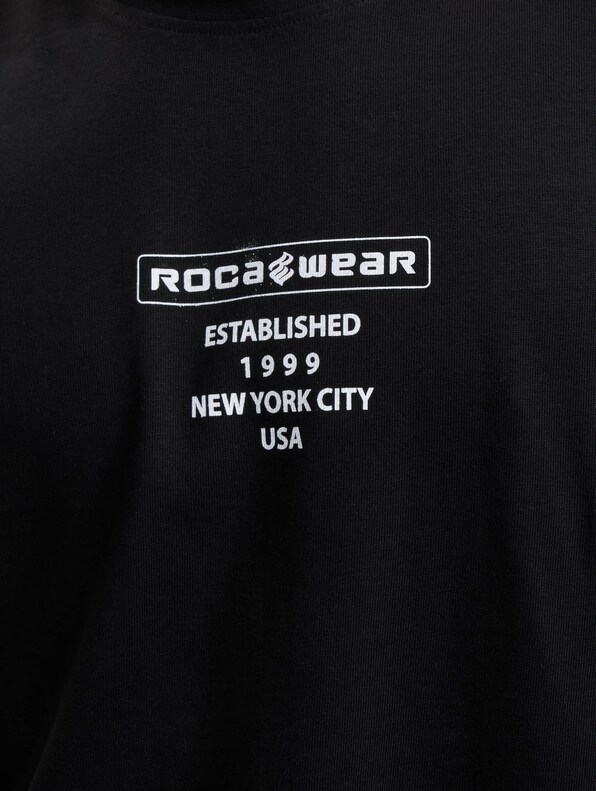 ROCAWEAR
ESTABLISHED
1999
NEW YORK CITY
USA